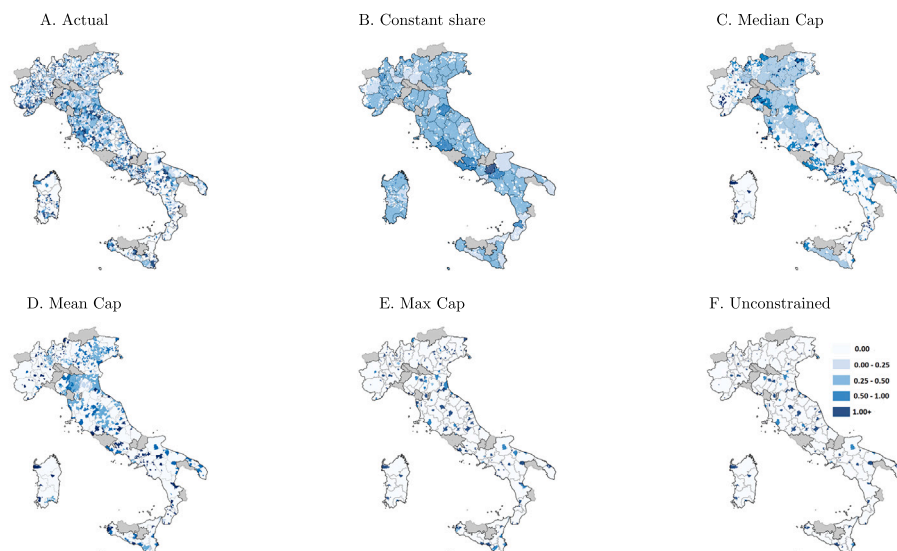 A. Actual
B. Constant share
C. Median Cap
D. Mean Cap
E. Max Cap
F. Unconstrained
0.00
0.00 - 0.25
0.25 - 0.50
0.50 - 1.00
1.00+